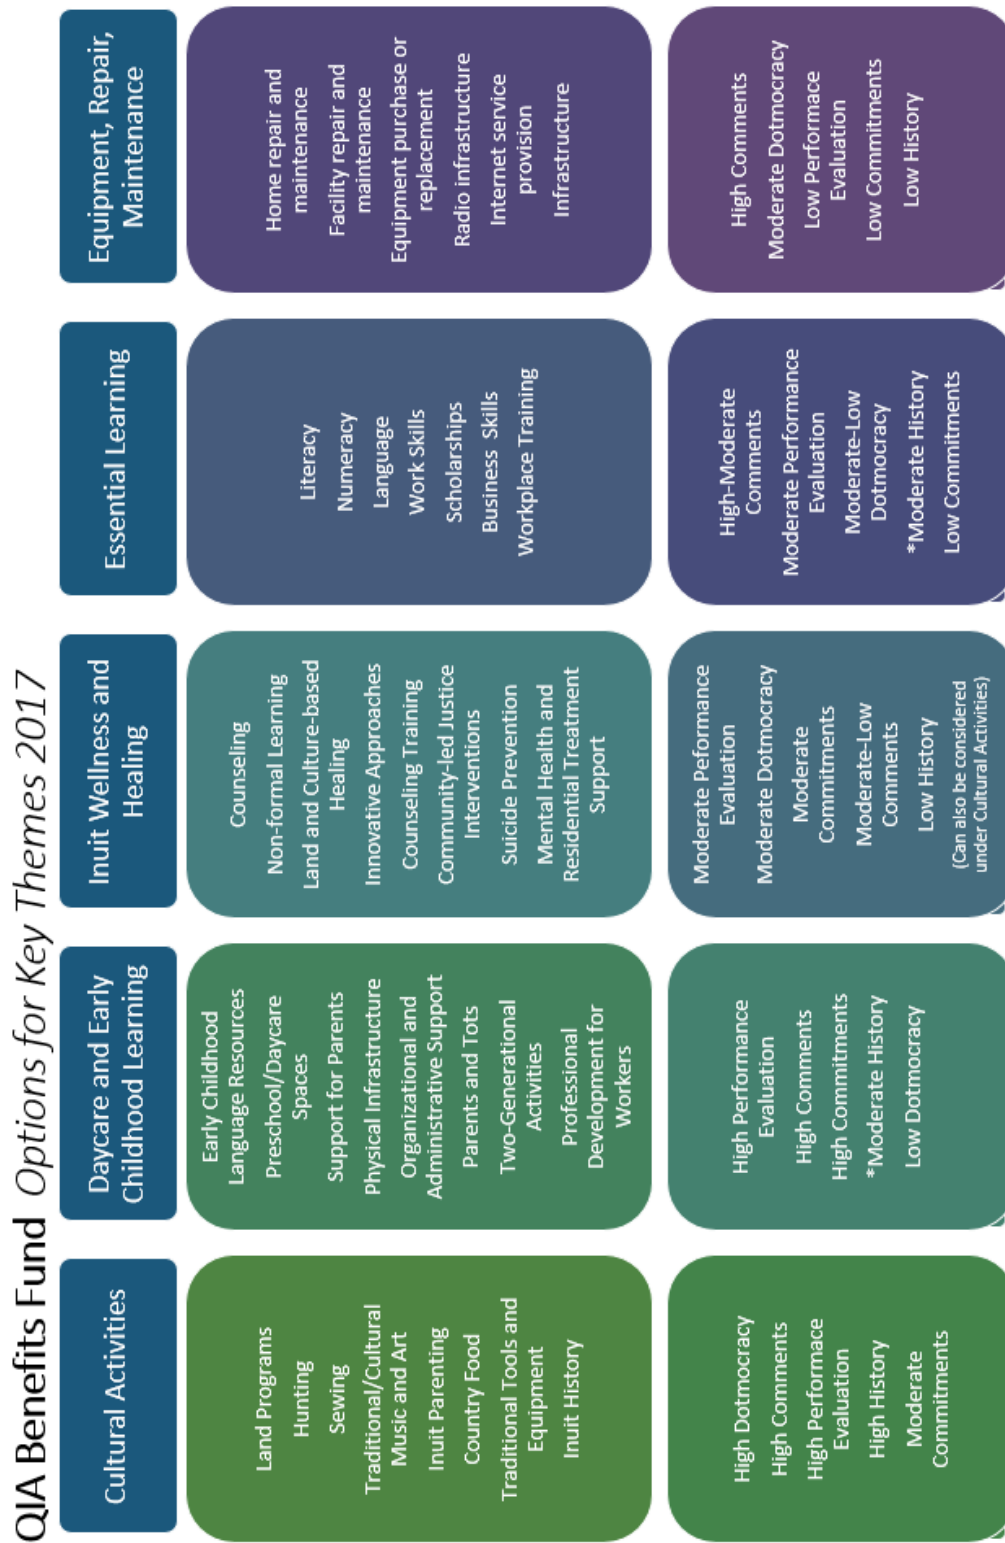 QIA Benefits Fund Options for Key Themes 2017
Cultural Activities
Land Programs
Hunting
Sewing
Traditional/Cultural
Music and Art
Inuit Parenting
Country Food
Traditional Tools and
Equipment
Inuit History
High Dotmocracy
High Comments
High Performace
Evaluation
High History
Moderate
Commitments
Daycare and Early
Childhood Learning
Early Childhood
Language Resources
Preschool/Daycare
Spaces
Support for Parents
Physical Infrastructure
Organizational and
Administrative Support
Parents and Tots
Two-Generational
Activities
Professional
Development for
Workers
High Performance
Evaluation
High Comments
High Commitments
*Moderate History
Low Dotmocracy
Inuit Wellness and
Healing
Counseling
Non-formal Learning
Land and Culture-based
Healing
Innovative Approaches
Counseling Training
Community-led Justice
Interventions
Suicide Prevention
Mental Health and
Residential Treatment
Support
Moderate Peformance
Evaluation
Moderate Dotmocracy
Moderate
Commitments
Moderate-Low
Comments
Low History
(Can also be considered
under Cultural Activities)
Essential Learning
Literacy
Numeracy
Language
Work Skills
Scholarships
Business  Skills
Workplace Training
High-Moderate
Comments
Moderate Performance
Evaluation
Moderate-Low
Dotmocracy
*Moderate History
Low Commitments
Equipment, Repair,
Maintenance
Home repair and
maintenance
Facility repair and
maintenance
Equipment purchase or
replacement
Radio infrastructure
Internet service
provision
Infrastructure
High Comments
Moderate Dotmocracy
Low Performace
Evaluation
Low Commitments
Low History